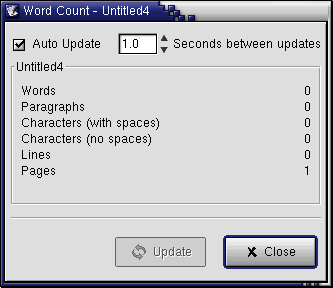 Word Count - Untitled4
Auto Update 1.0 Seconds between updates
Untitled4
Words 0
Paragraphs 0
Characters (with spaces) 0
Characters (no spaces) 0
Lines 0
Pages 1
Update Close